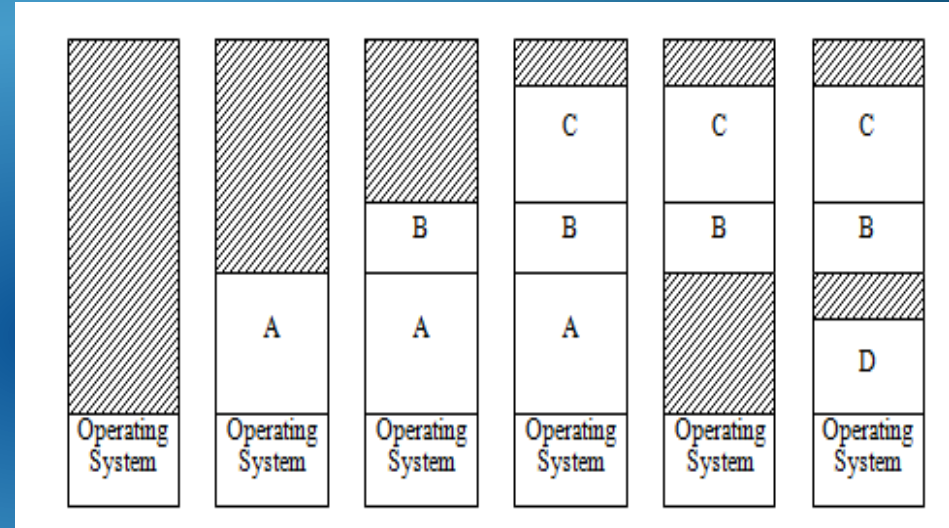 C C C
B B B B
A A A D
Operating Operating Operating Operating Operating Operating
System System System System System System